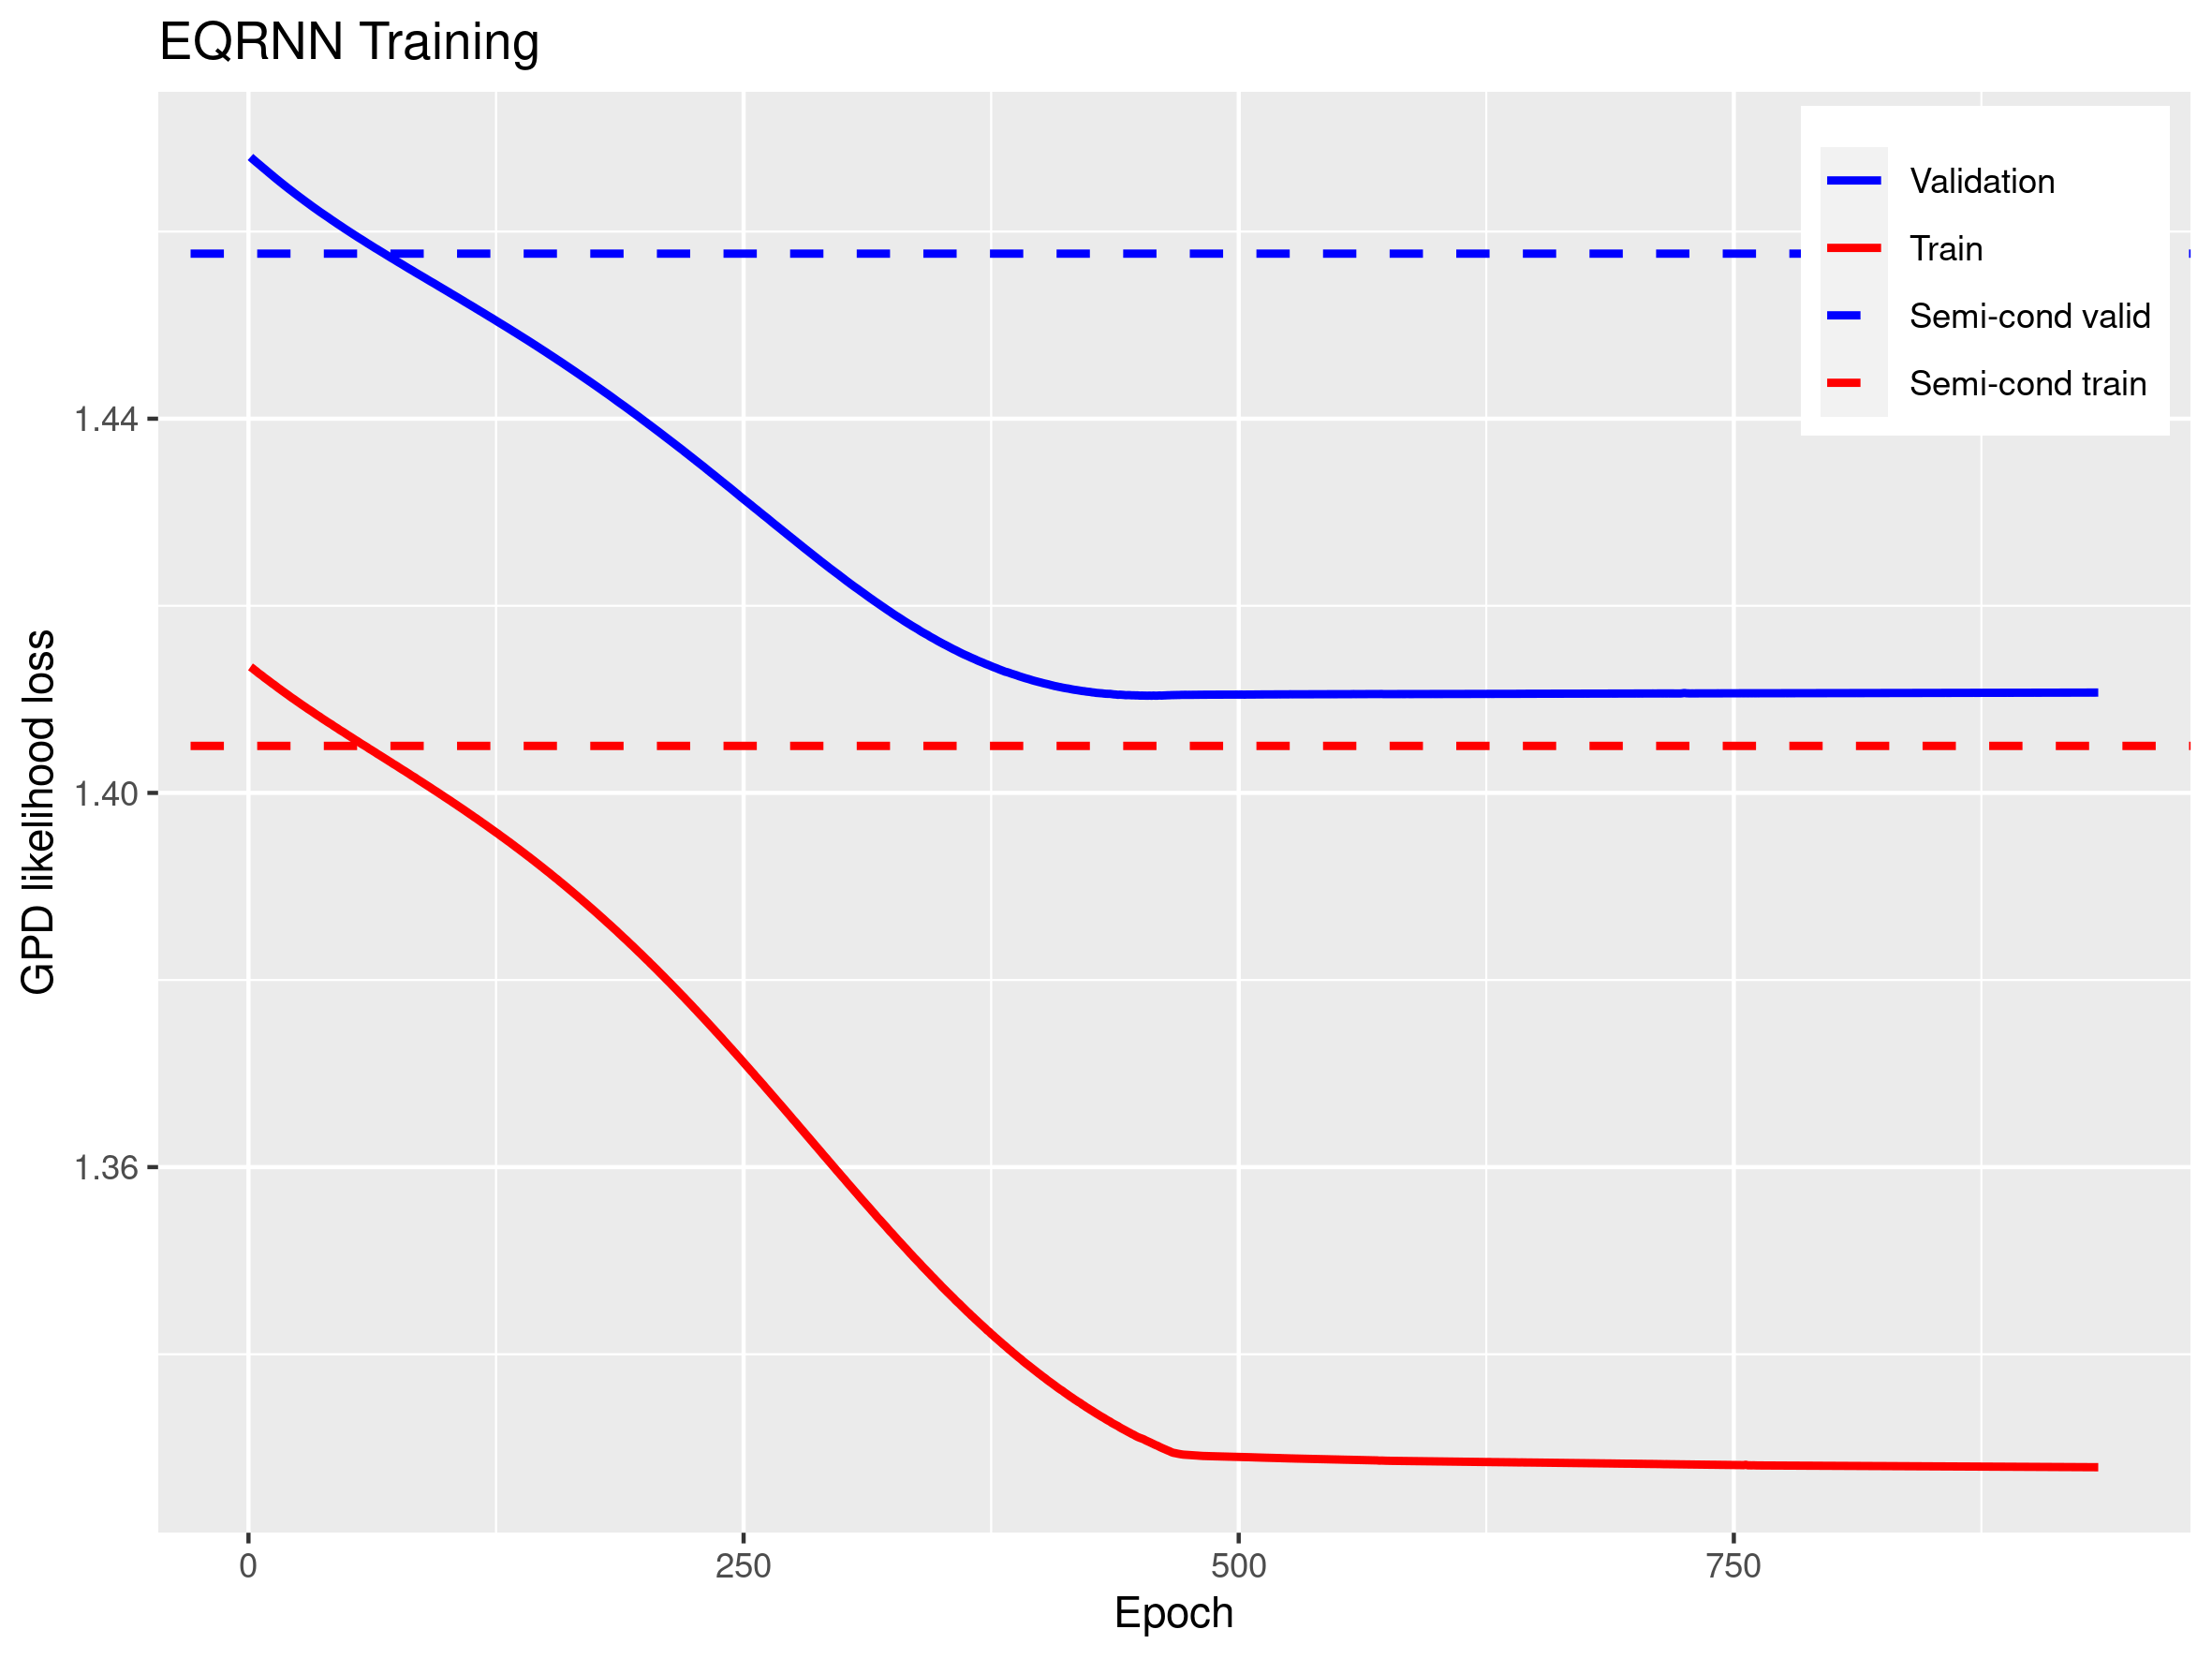 EQRNN Training
Validation
Train
Semi-cond valid
Semi-cond train
GPD likelihood loss
1.44
1.40
1.36
0 250 500 750
Epoch